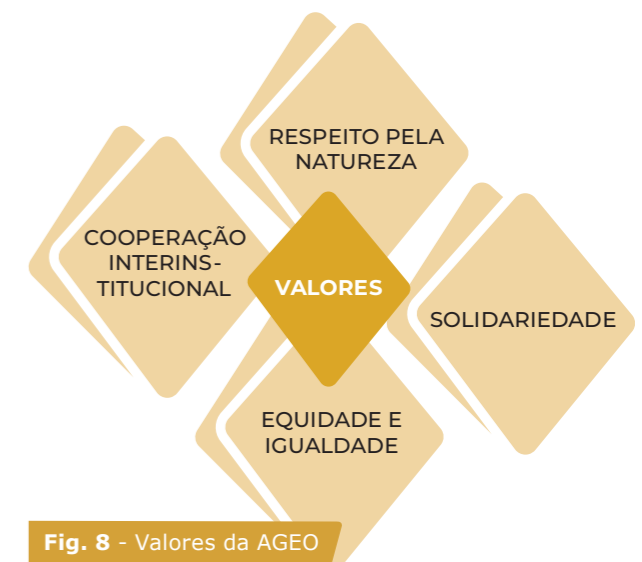 RESPEITO PELA
NATUREZA
COOPERAÇÃO
INTERINS-
TITUCIONAL
VALORES
SOLIDARIEDADE
EQUIDADE E
IGUALDADE
Fig. 8 - Valores da AGEO